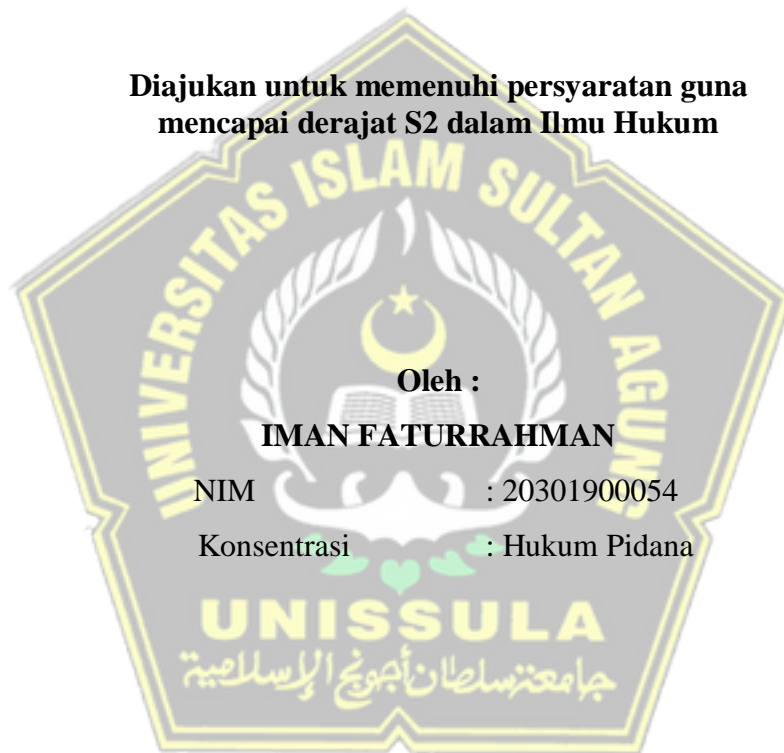 Diajukan untuk memenuhi persyaratan guna
mencapai derajat S2 dalam Ilmu Hukum
UNIVERSITAS ISLAM SULTAN AGUNG
Oleh :
IMAN FATURRAHMAN
NIM : 20301900054
Konsentrasi : Hukum Pidana
UNISSULA
جامعة سلطان أجونج الإسلامية